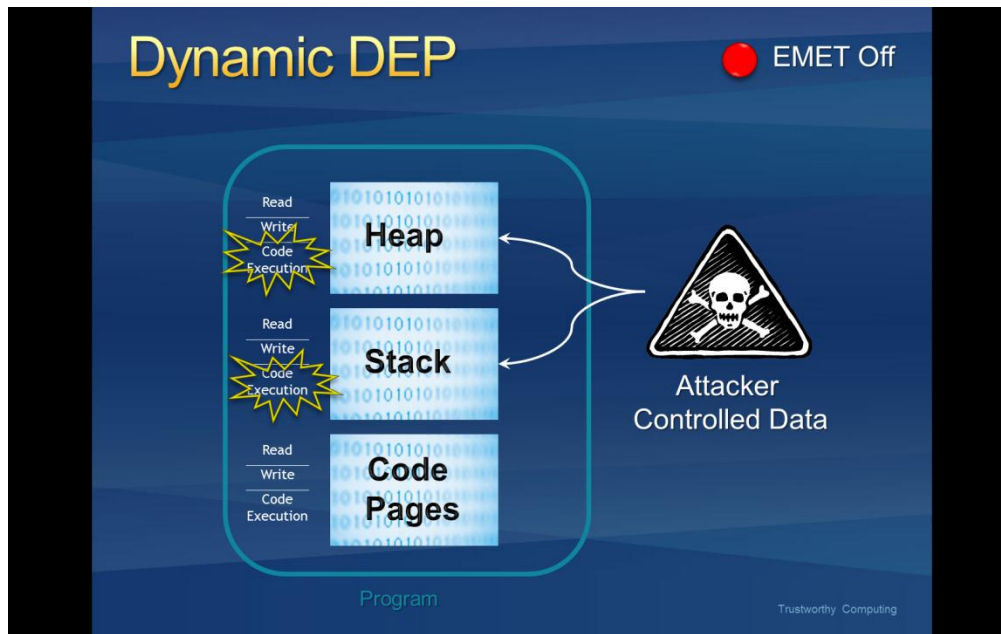 Dynamic DEP
EMET Off
Read
Write
Code
Execution
Heap
Read
Write
Code
Execution
Stack
Read
Write
Code
Execution
Code
Pages
Attacker
Controlled Data
Program
Trustworthy Computing